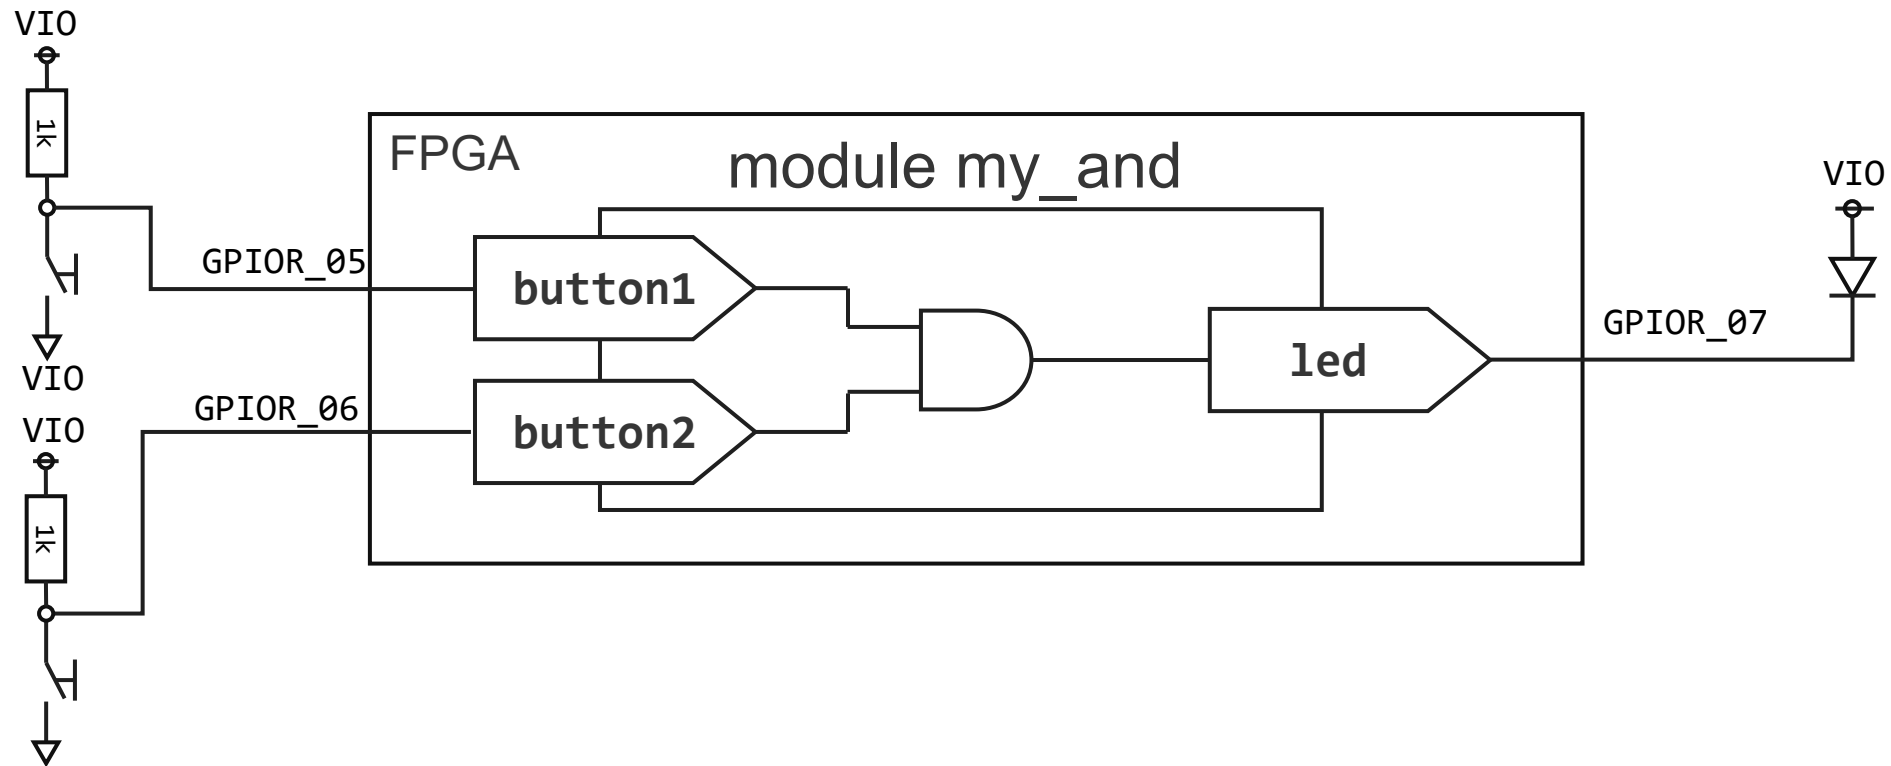 VIO
1k
FPGA
module my_and
VIO
GPIOR_05
button1
GPIOR_07
led
VIO
GPIOR_06
VIO
button2
1k